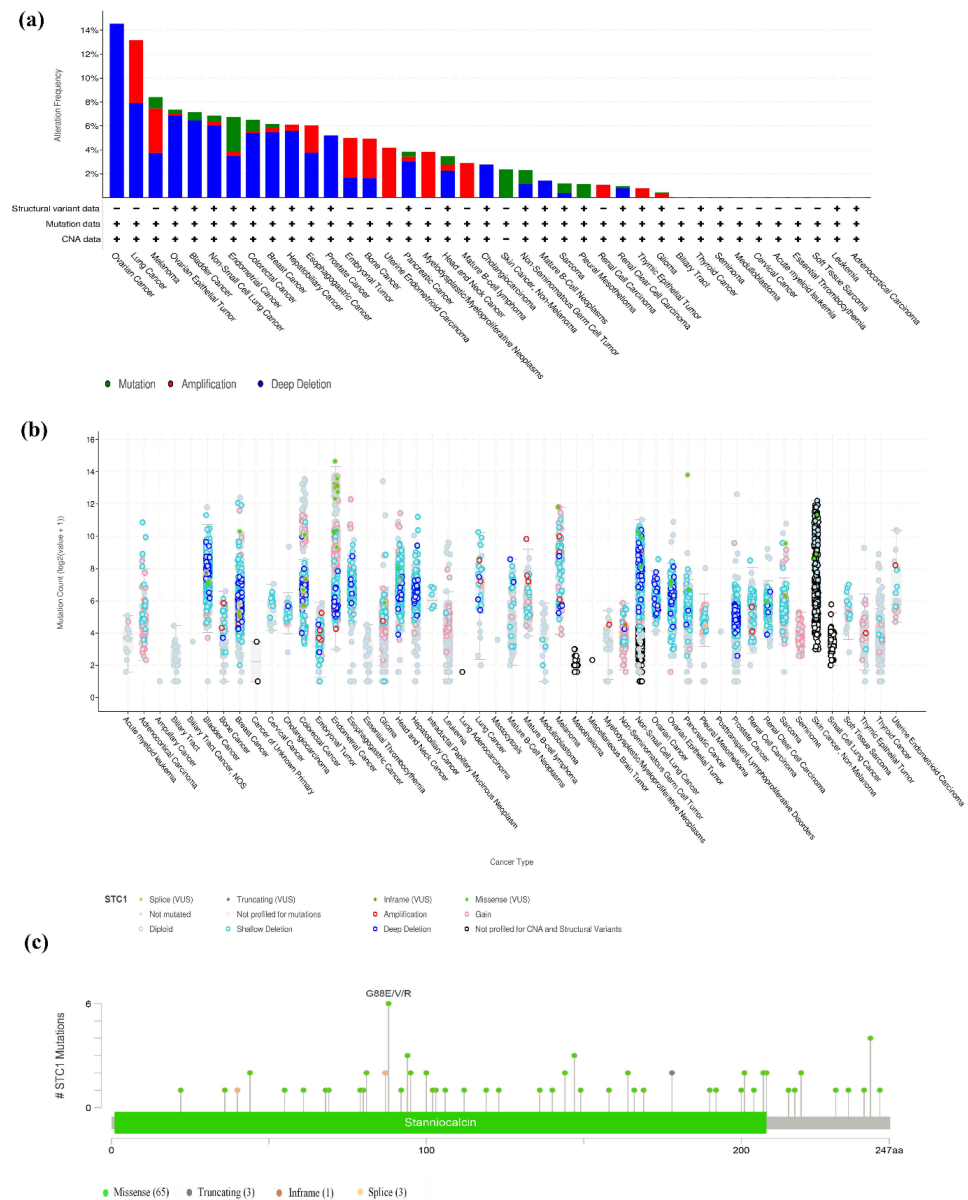 (a)
14%
12%
10%
8%
6%
4%
2%
Alteration Frequency
Structural variant data
Mutation data
CNA data
Ovarian Cancer
Lung Cancer
Melanoma
Ovarian Epithelial Tumor
Bladder Cancer
Non-Small Cell Lung Cancer
Endometrial Cancer
Colorectal Cancer
Breast Cancer
Hepatobiliary Cancer
Esophagogastric Cancer
Prostate Cancer
Embryonal Tumor
Bone Cancer
Uterine Endometrioid Carcinoma
Pancreatic Cancer
Myelodysplastic/Myeloproliferative Neoplasms
Head and Neck Cancer
Mature B-cell lymphoma
Cholangiocarcinoma
Skin Cancer, Non-Melanoma
Non-Seminomatous Germ Cell Tumor
Mature B-Cell Neoplasms
Sarcoma
Pleural Mesothelioma
Renal Cell Carcinoma
Renal Clear Cell Carcinoma
Thymic Epithelial Tumor
Glioma
Biliary Tract
Thyroid Cancer
Seminoma
Medulloblastoma
Cervical Cancer
Acute myeloid leukemia
Essential Thrombocythemia
Soft Tissue Sarcoma
Leukemia
Adrenocortical Carcinoma
Mutation Amplification Deep Deletion
(b)
16
14
12
10
8
6
4
2
0
Mutation Count (log2(value + 1))
Acute myeloid leukemia
Adrenocortical Carcinoma
Ampullary Cancer
Biliary Tract
Biliary Tract Cancer, NOS
Bladder Cancer
Bone Cancer
Breast Cancer
Cancer of Unknown Primary
Cervical Cancer
Cholangiocarcinoma
Colorectal Cancer
Embryonal Tumor
Endometrial Cancer
Esophagogastric Cancer
Essential Thrombocythemia
Glioma
Head and Neck Cancer
Hepatobiliary Cancer
Intraductal Papillary Mucinous Neoplasm
Leukemia
Lung Adenocarcinoma
Lung Cancer
Mastocytosis
Mature B-Cell Neoplasms
Mature B-cell lymphoma
Medulloblastoma
Melanoma
Mesothelioma
Miscellaneous Brain Tumor
Myelodysplastic/Myeloproliferative Neoplasms
Non-Seminomatous Germ Cell Tumor
Non-Small Cell Lung Cancer
Ovarian Cancer
Ovarian Epithelial Tumor
Pancreatic Cancer
Pleural Mesothelioma
Posttransplant Lymphoproliferative Disorders
Prostate Cancer
Renal Cell Carcinoma
Renal Clear Cell Carcinoma
Sarcoma
Seminoma
Skin Cancer, Non-Melanoma
Small Cell Lung Cancer
Soft Tissue Sarcoma
Thymic Epithelial Tumor
Thyroid Cancer
Uterine Endometrioid Carcinoma
Cancer Type
STC1 Splice (VUS) Truncating (VUS) Inframe (VUS) Missense (VUS)
Not mutated Not profiled for mutations Amplification Gain
Diploid Shallow Deletion Deep Deletion Not profiled for CNA and Structural Variants
(c)
G88E/V/R
6
0
# STC1 Mutations
Stanniocalcin
0 100 200 247aa
Missense (65) Truncating (3) Inframe (1) Splice (3)